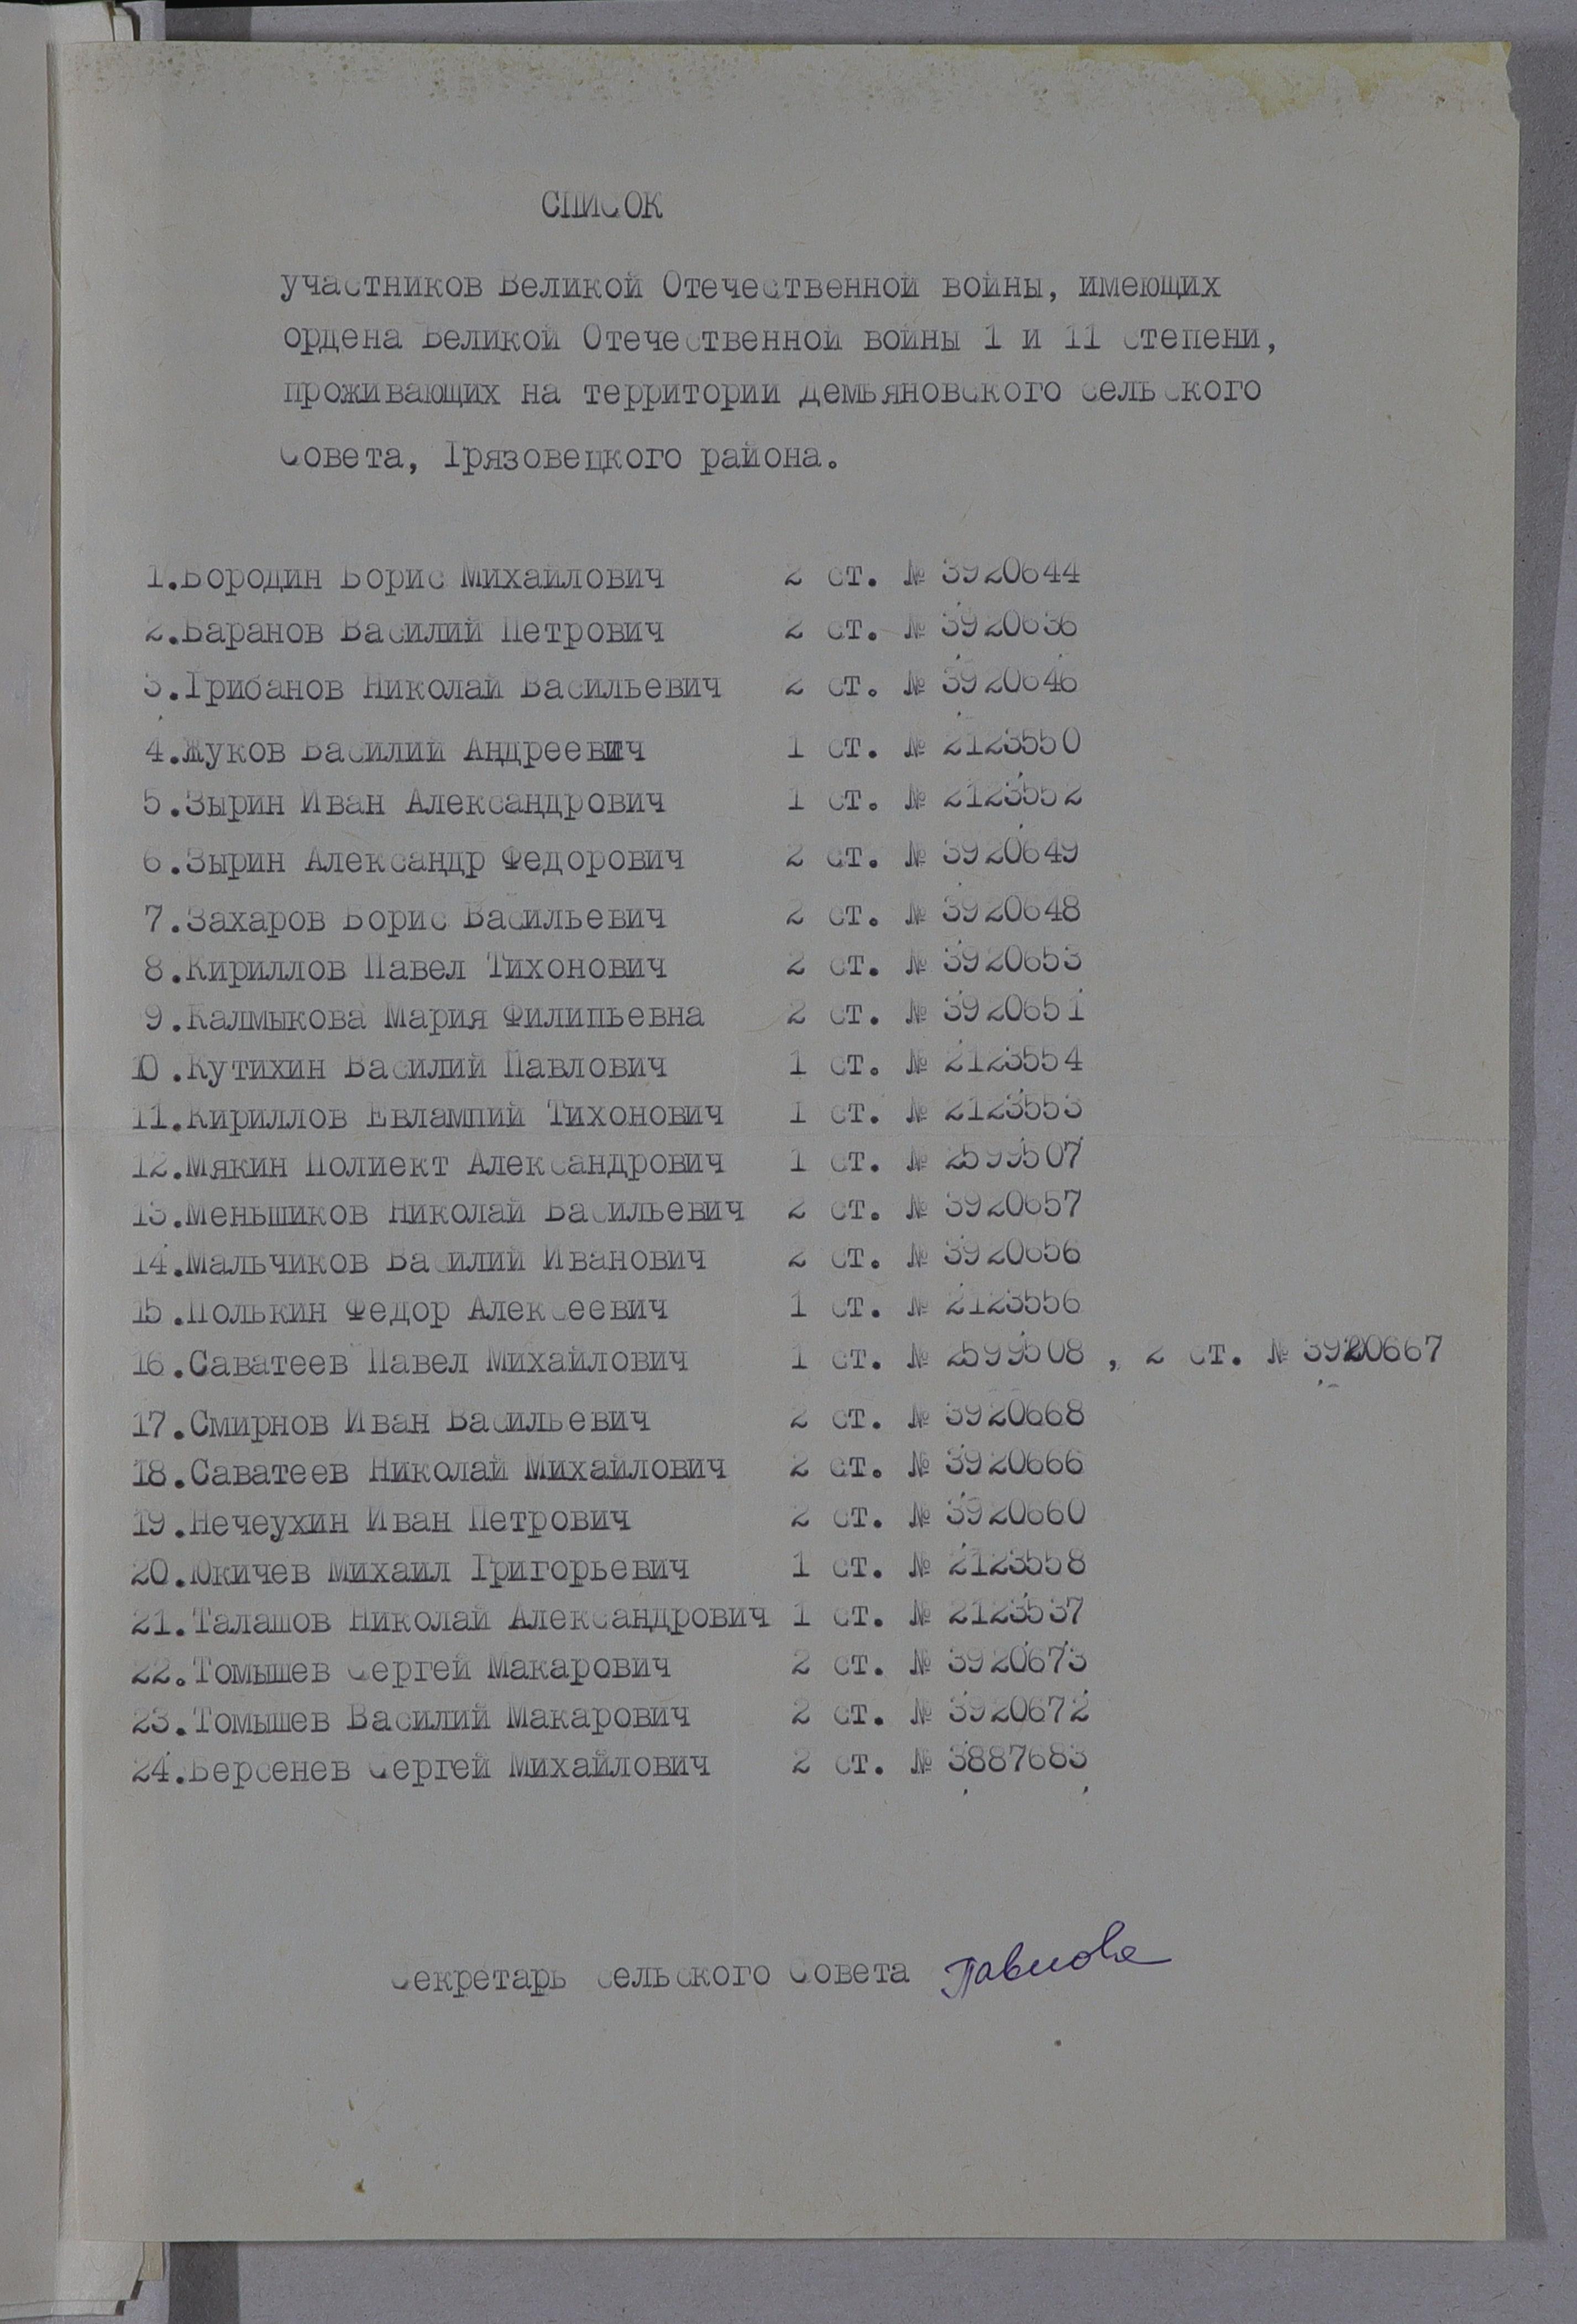 СПИСОК
участников Великой Отечественной войны, имеющих
ордена Великой Отечественной войны 1 и 11 степени,
проживающих на территории Демьяновского сельского
Совета, Грязовецкого района.
1.Бородин Борис Михайлович 2 ст. № 3920644
2.Баранов Василий Петрович 2 ст. № 3920636
3.Грибанов Николай Васильевич 2 ст. № 3920646
4.Жуков Василий Андреевич 1 ст. № 2123550
5.Зырин Иван Александрович 1 ст. № 2123552
6.Зырин Александр Федорович 2 ст. № 3920649
7.Захаров Борис Васильевич 2 ст. № 3920648
8.Кириллов Павел Тихонович 2 ст. № 3920653
9.Калмыкова Мария Филипьевна 2 ст. № 3920651
10.Кутихин Василий Павлович 1 ст. № 2123554
11.Кириллов Евлампий Тихонович 1 ст. № 2123553
12.Мякин Полиект Александрович 1 ст. № 2599507
13.Меньшиков Николай Васильевич 2 ст. № 3920657
14.Мальчиков Василий Иванович 2 ст. № 3920656
15.Полькин Федор Алексеевич 1 ст. № 2123556
16.Саватеев Павел Михайлович 1 ст. № 2599508 , 2 ст. № 3920667
17.Смирнов Иван Васильевич 2 ст. № 3920668
18.Саватеев Николай Михайлович 2 ст. № 3920666
19.Нечеухин Иван Петрович 2 ст. № 3920660
20.Юкичев Михаил Григорьевич 1 ст. № 2123558
21.Талашов Николай Александрович 1 ст. № 2123537
22.Томышев Сергей Макарович 2 ст. № 3920673
23.Томышев Василий Макарович 2 ст. № 3920672
24.Берсенев Сергей Михайлович 2 ст. № 3887683
Секретарь сельского Совета Павлова